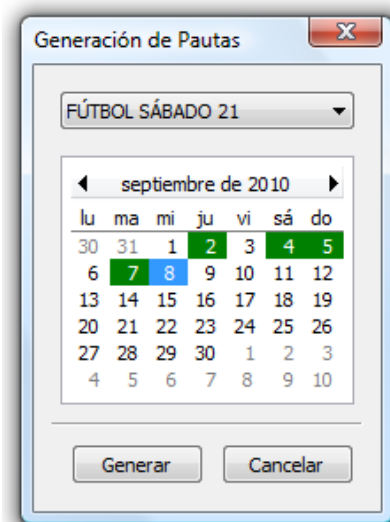 Generación de Pautas
FÚTBOL SÁBADO 21
septiembre de 2010
lu ma mi ju vi sá do
30 31 1 2 3 4 5
6 7 8 9 10 11 12
13 14 15 16 17 18 19
20 21 22 23 24 25 26
27 28 29 30 1 2 3
4 5 6 7 8 9 10
Generar Cancelar